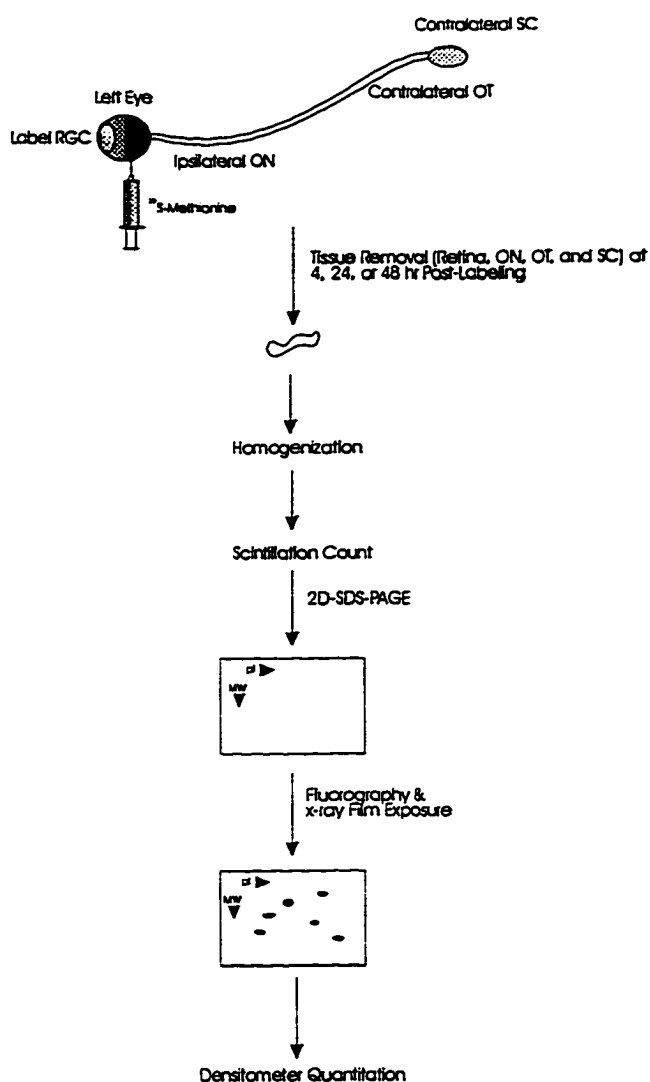 Contralateral SC
Left Eye
Contralateral OT
Label RGC
Ipsilateral ON
³⁵S-Methionine
Tissue Removal (Retina, ON, OT, and SC) at
4, 24, or 48 hr Post-Labeling
Homogenization
Scintillation Count
2D-SDS-PAGE
pI
MW
Fluorography &
x-ray Film Exposure
pI
MW
Densitometer Quantitation